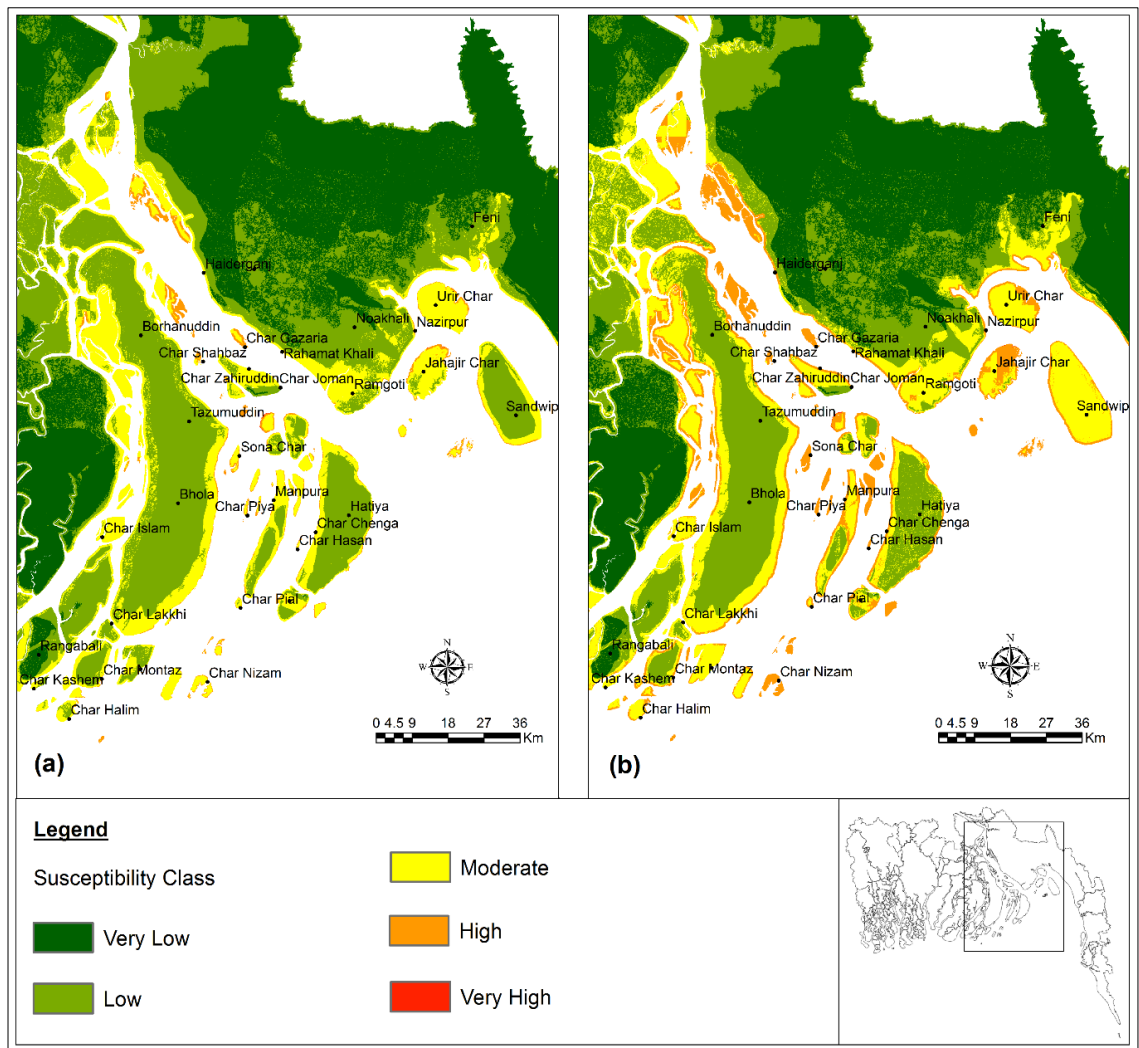 Feni
Haiderganj
Urir Char
Noakhali
Nazirpur
Borhanuddin
Char Gazaria
Char Shahbaz
Rahamat Khali
Jahajir Char
Char Zahiruddin
Char Joman
Ramgoti
Tazumuddin
Sandwip
Sona Char
Bhola
Manpura
Char Piya
Hatiya
Char Islam
Char Chenga
Char Hasan
Char Pial
Char Lakkhi
Rangabali
Char Montaz
Char Kashem
Char Nizam
Char Halim
N
W E
S
0 4.5 9 18 27 36
Km
(a)
Feni
Haiderganj
Urir Char
Noakhali
Nazirpur
Borhanuddin
Char Gazaria
Char Shahbaz
Rahamat Khali
Jahajir Char
Char Zahiruddin
Char Joman
Ramgoti
Tazumuddin
Sandwip
Sona Char
Bhola
Manpura
Char Piya
Hatiya
Char Islam
Char Chenga
Char Hasan
Char Pial
Char Lakkhi
Rangabali
Char Montaz
Char Kashem
Char Nizam
Char Halim
N
W E
S
0 4.5 9 18 27 36
Km
(b)
Legend
Susceptibility Class
Very Low
Low
Moderate
High
Very High